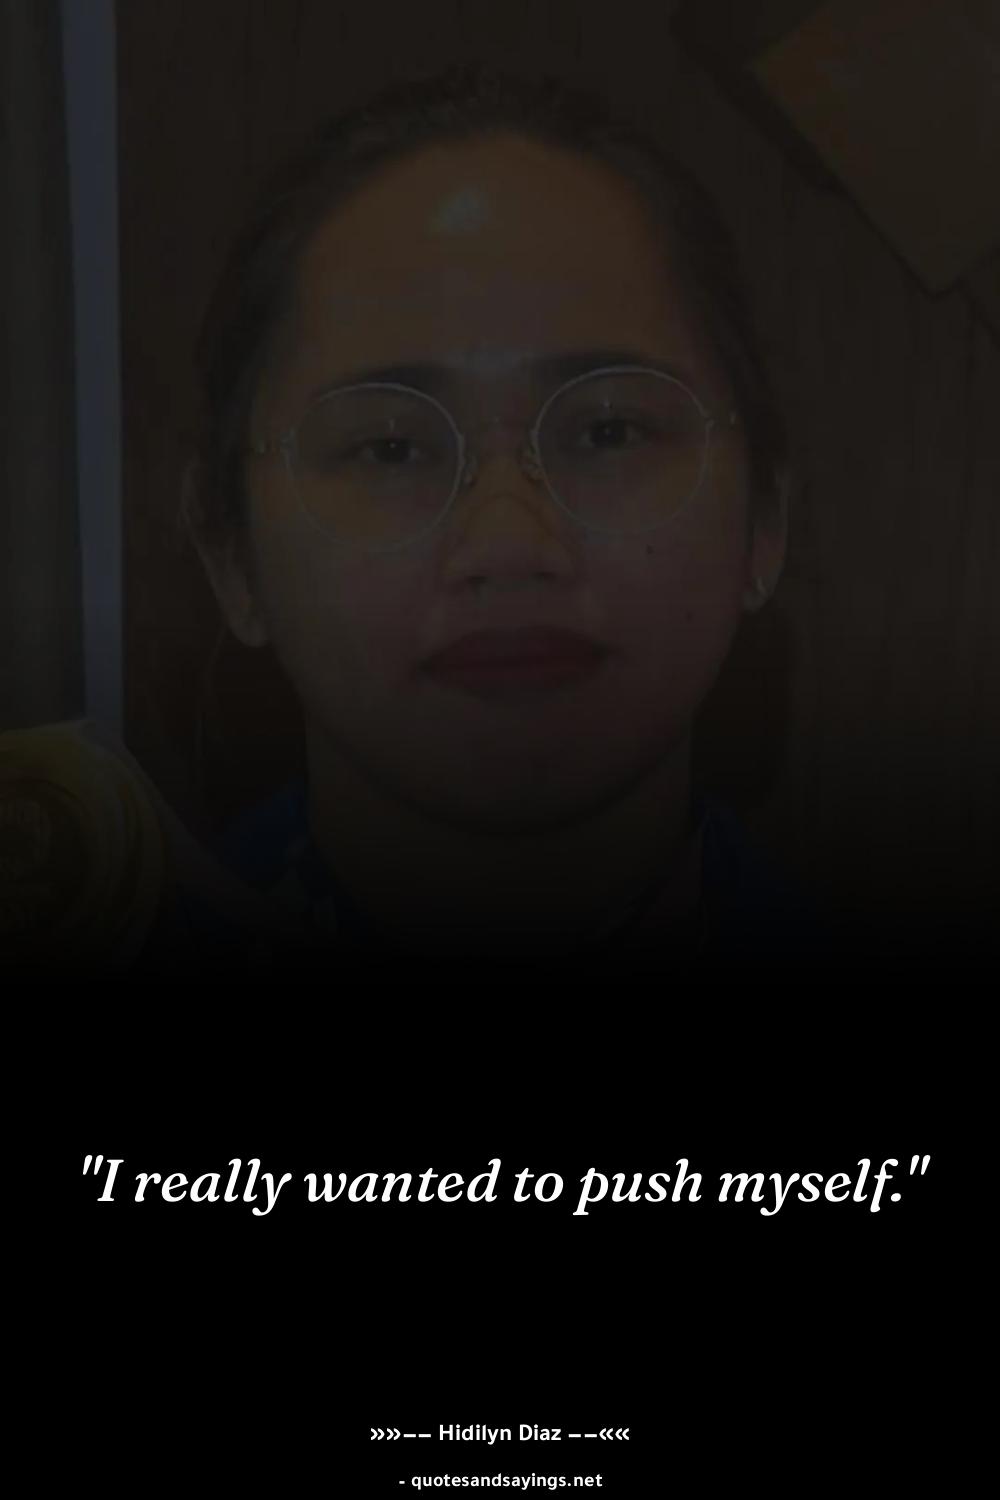 "I really wanted to push myself."
»»–– Hidilyn Diaz ––««
- quotesandsayings.net